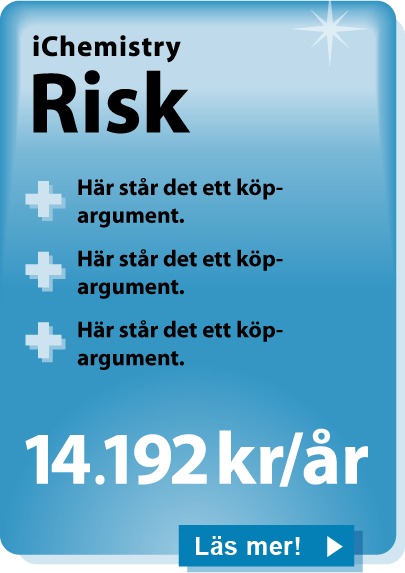 iChemistry
Risk
Här står det ett köp-
argument.
Här står det ett köp-
argument.
Här står det ett köp-
argument.
14.192 kr/år
Läs mer!